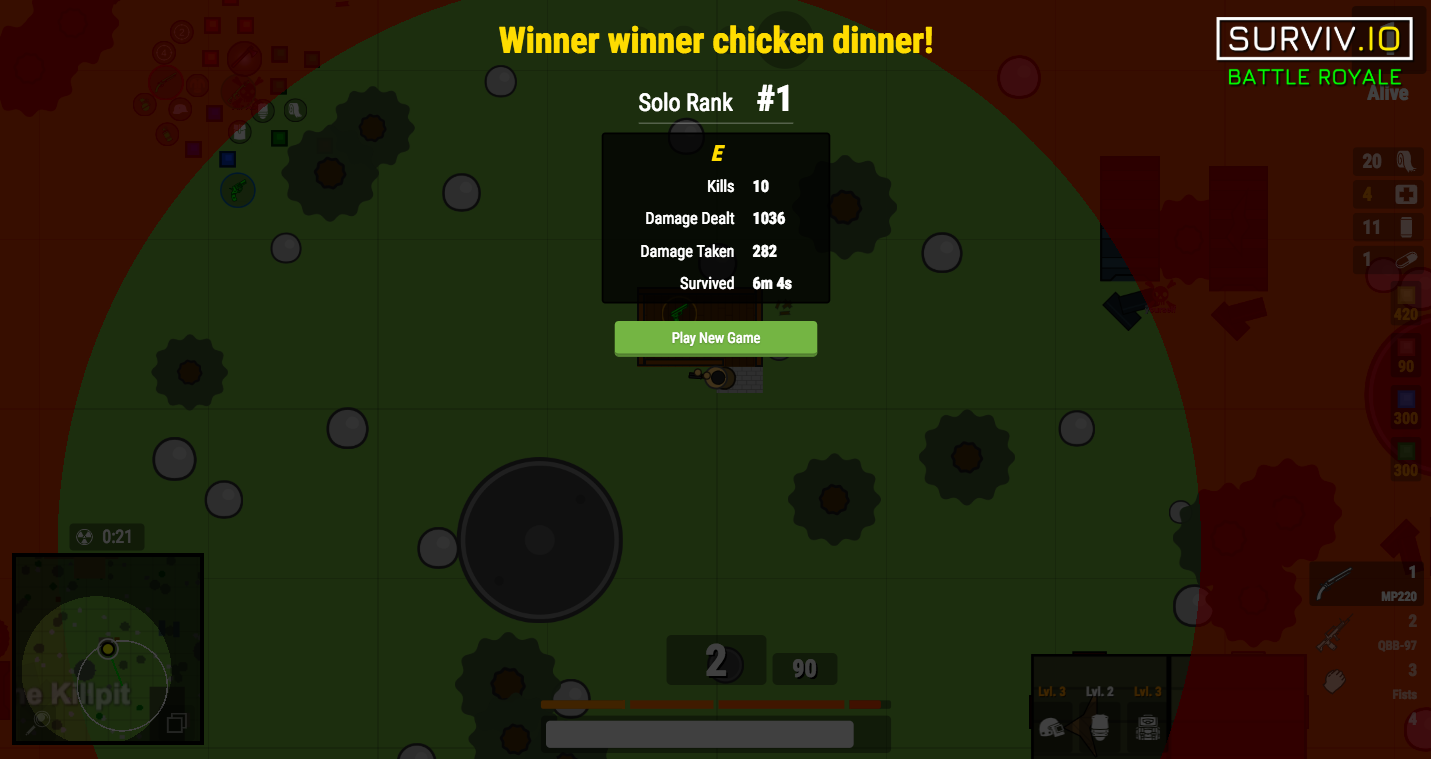 Winner winner chicken dinner!
SURVIV.IO
BATTLE ROYALE
Solo Rank #1
Alive
E
Kills 10
Damage Dealt 1036
Damage Taken 282
Survived 6m 4s
Play New Game
20
4
11
1
420
90
300
300
0:21
1
MP220
2
QBB-97
3
Fists
4
e Killpit
2 90
Lvl. 3 Lvl. 2 Lvl. 3